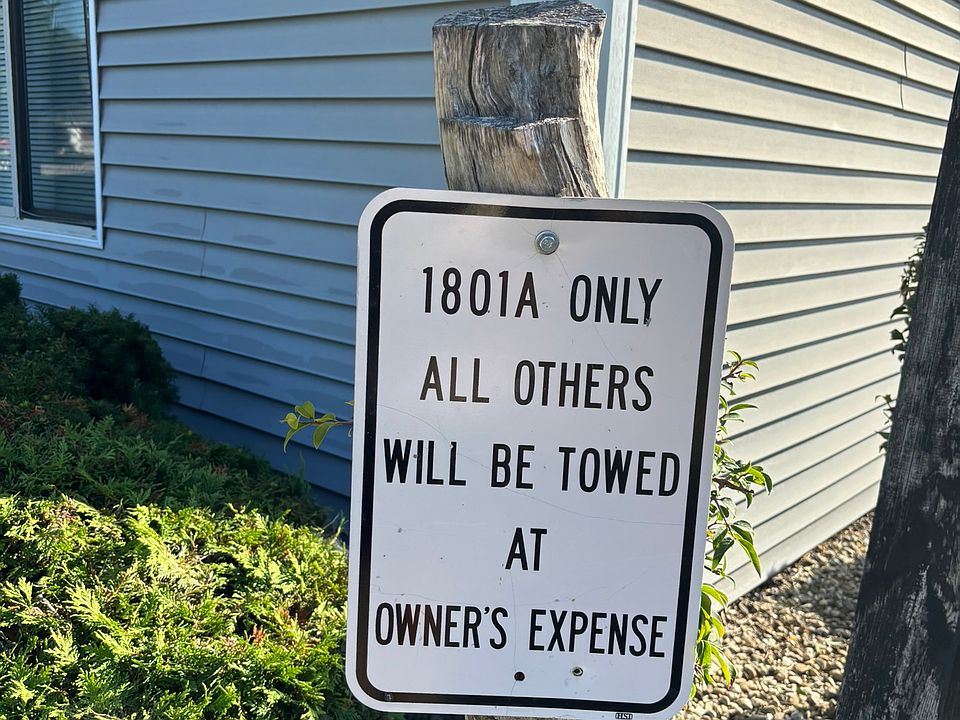 1801A ONLY
ALL OTHERS
WILL BE TOWED
AT
OWNER'S EXPENSE